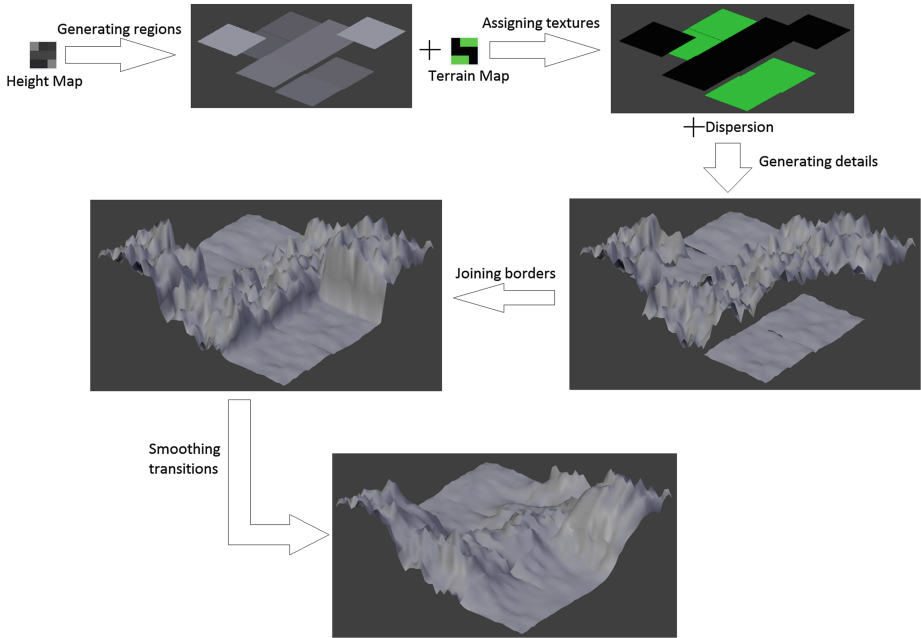 Generating regions
Height Map
Assigning textures
Terrain Map
Dispersion
Generating details
Joining borders
Smoothing
transitions